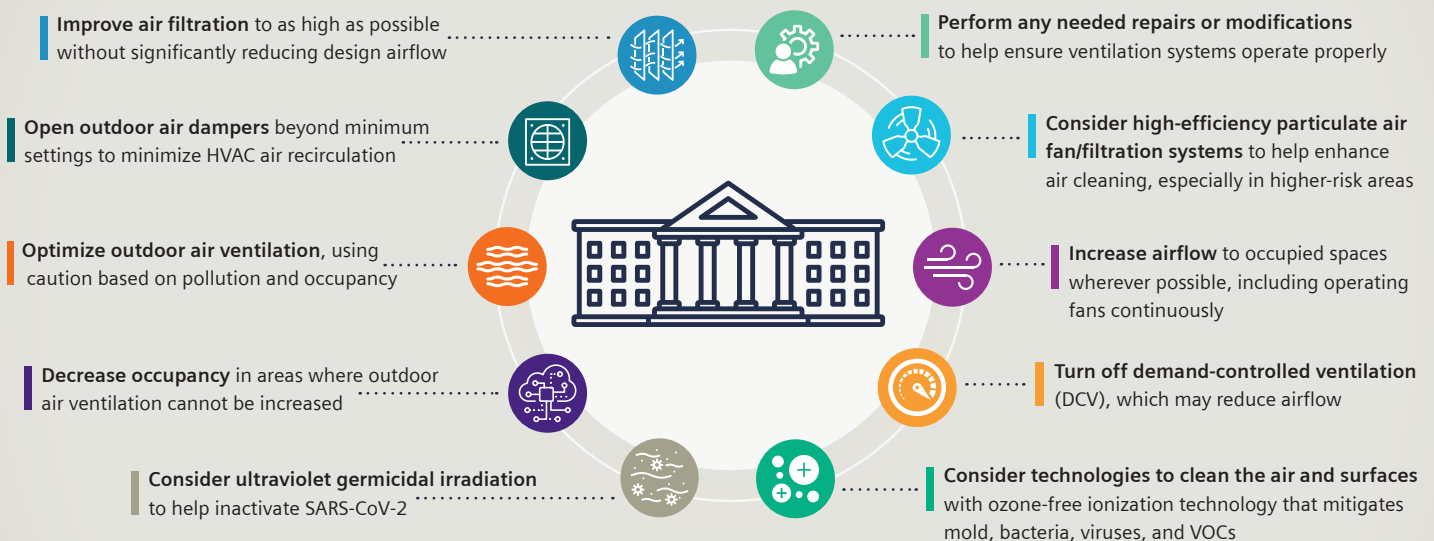 Improve air filtration to as high as possible
without significantly reducing design airflow
Open outdoor air dampers beyond minimum
settings to minimize HVAC air recirculation
Optimize outdoor air ventilation, using
caution based on pollution and occupancy
Decrease occupancy in areas where outdoor
air ventilation cannot be increased
Consider ultraviolet germicidal irradiation
to help inactivate SARS-CoV-2
Perform any needed repairs or modifications
to help ensure ventilation systems operate properly
Consider high-efficiency particulate air
fan/filtration systems to help enhance
air cleaning, especially in higher-risk areas
Increase airflow to occupied spaces
wherever possible, including operating
fans continuously
Turn off demand-controlled ventilation
(DCV), which may reduce airflow
Consider technologies to clean the air and surfaces
with ozone-free ionization technology that mitigates
mold, bacteria, viruses, and VOCs